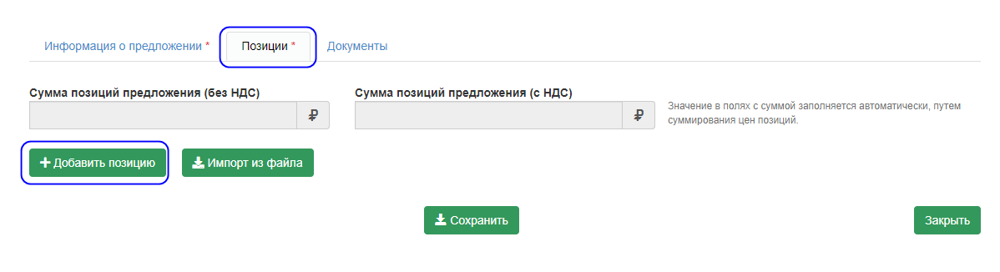 Информация о предложении * Позиции * Документы
Сумма позиций предложения (без НДС) Сумма позиций предложения (с НДС)
₽ ₽ Значение в полях с суммой заполняется автоматически, путем
суммирования цен позиций.
Добавить позицию Импорт из файла
Сохранить Закрыть